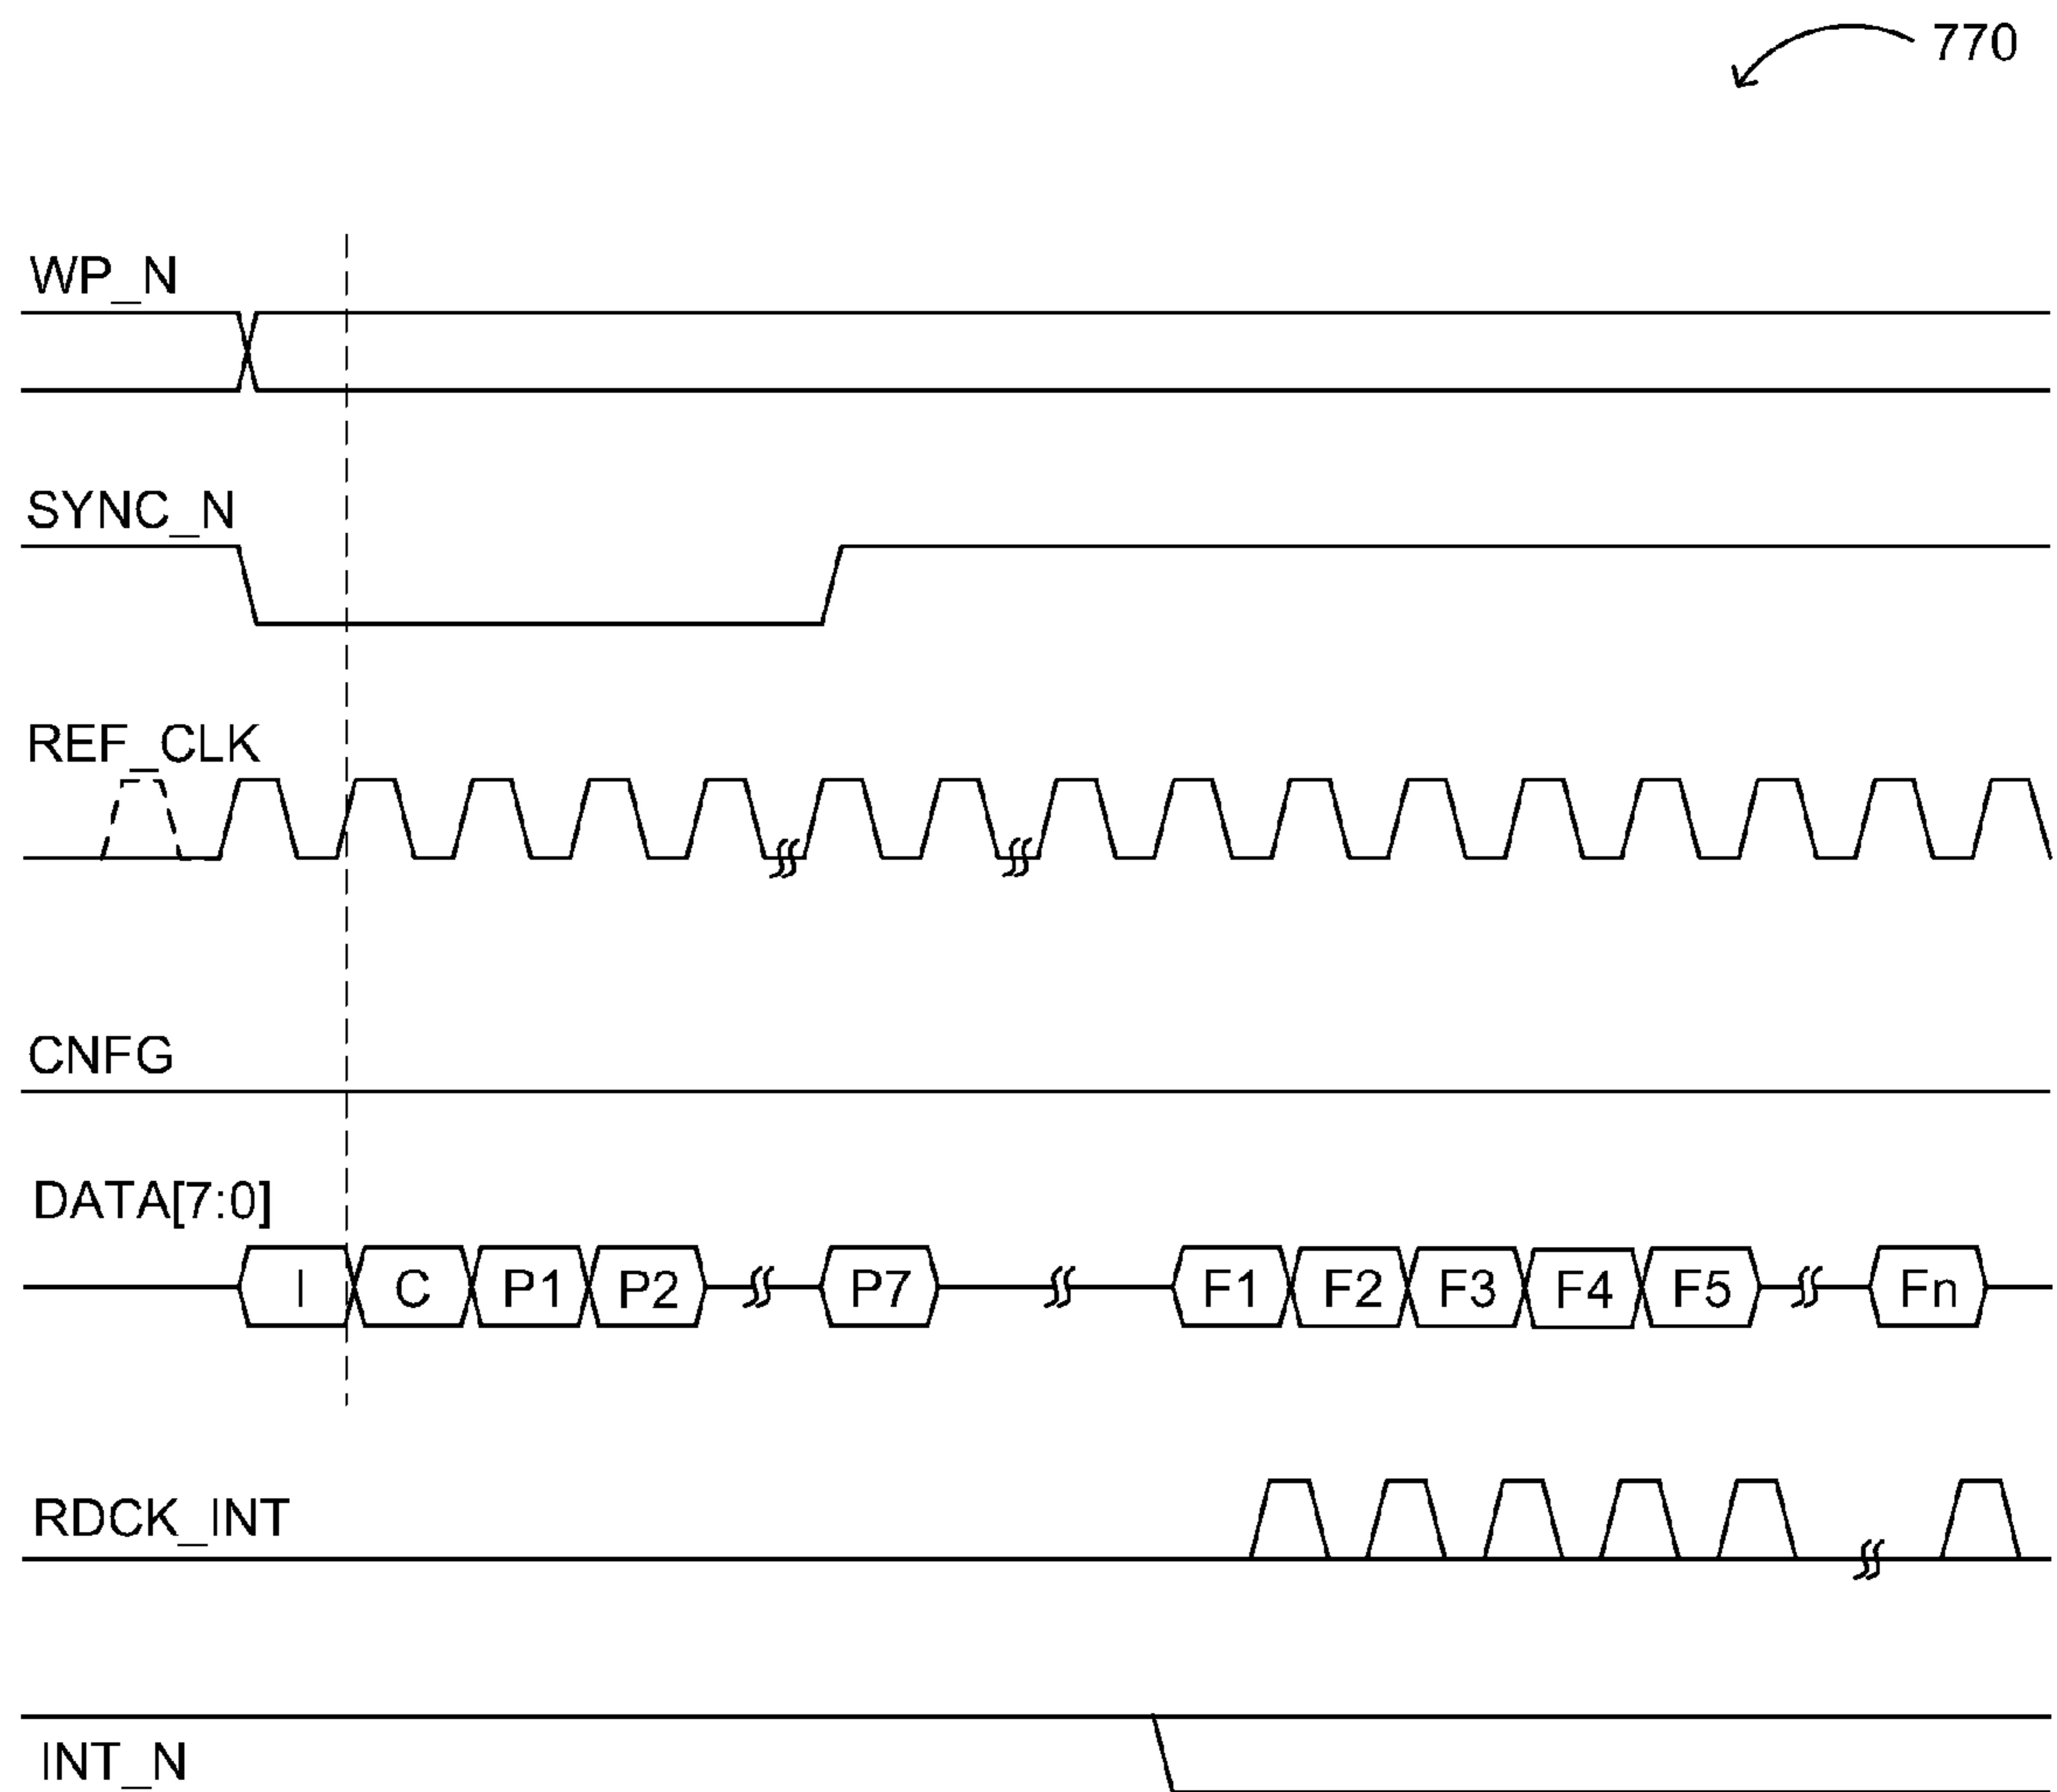 770
WP_N
SYNC_N
REF_CLK
CNFG
DATA[7:0]
I C P1 P2 P7 F1 F2 F3 F4 F5 Fn
RDCK_INT
INT_N